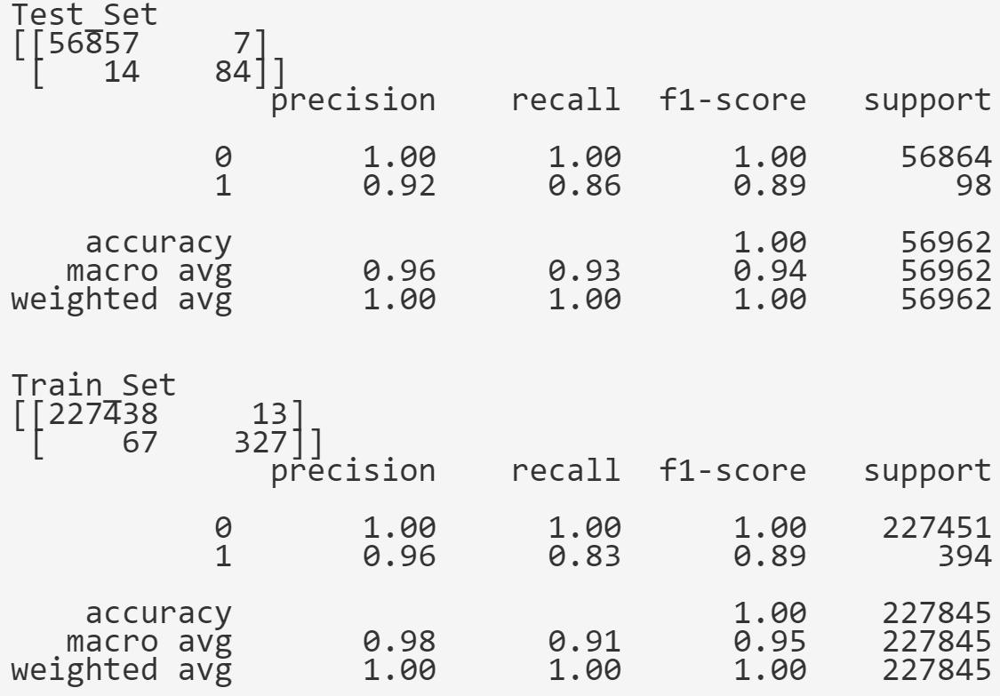 Test_Set
[[56857     7]
 [   14    84]]
              precision    recall  f1-score   support

           0       1.00      1.00      1.00     56864
           1       0.92      0.86      0.89        98

    accuracy                           1.00     56962
   macro avg       0.96      0.93      0.94     56962
weighted avg       1.00      1.00      1.00     56962

Train_Set
[[227438     13]
 [    67    327]]
              precision    recall  f1-score   support

           0       1.00      1.00      1.00    227451
           1       0.96      0.83      0.89       394

    accuracy                           1.00    227845
   macro avg       0.98      0.91      0.95    227845
weighted avg       1.00      1.00      1.00    227845